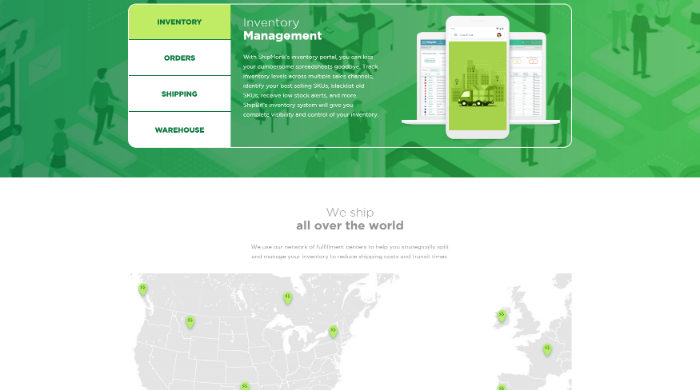 INVENTORY
ORDERS
SHIPPING
WAREHOUSE
Inventory
Management
With ShipMonk's inventory portal, you can kiss
your cumbersome spreadsheets goodbye. Track
inventory levels across multiple sales channels,
identify your best selling SKUs, blacklist old
SKUs, receive low stock alerts, and more.
inventory system will give you
complete visibility and control of your inventory.
We ship
all over the world
We use our network of fulfillment centers to help you strategically split
and manage your inventory to reduce shipping costs and travel times